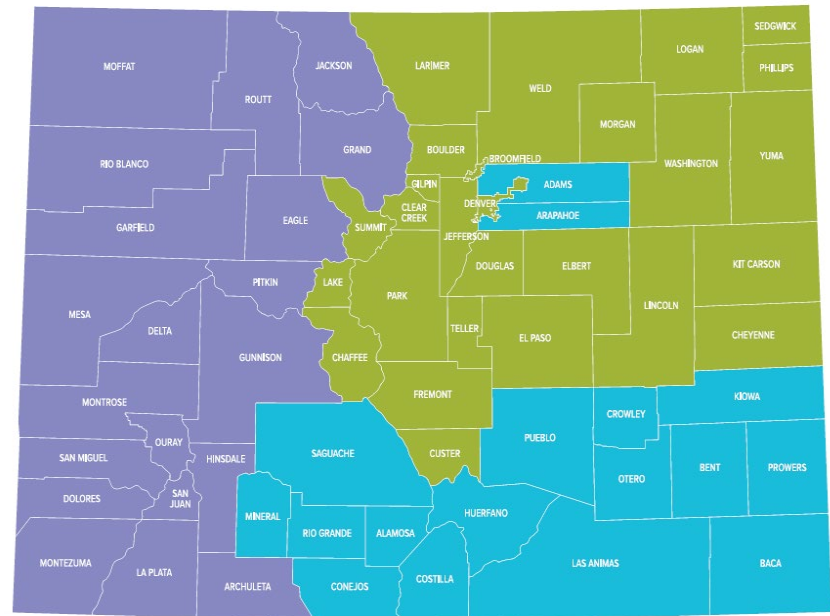 SEDGWICK
LOGAN
LARIMER
JACKSON
MOFFAT
PHILLIPS
WELD
ROUTT
MORGAN
GRAND
BOULDER
YUMA
BROOMFIELD
WASHINGTON
RIO BLANCO
GILPIN
ADAMS
DENVER
CLEAR
CREEK
ARAPAHOE
EAGLE
SUMMIT
GARFIELD
JEFFERSON
DOUGLAS
ELBERT
KIT CARSON
PITKIN
LAKE
PARK
LINCOLN
MESA
DELTA
TELLER
CHEYENNE
EL PASO
GUNNISON
CHAFFEE
FREMONT
KIOWA
MONTROSE
CROWLEY
PUEBLO
OURAY
SAGUACHE
CUSTER
SAN MIGUEL
HINSDALE
BENT
PROWERS
OTERO
DOLORES
SAN
JUAN
HUERFANO
MINERAL
RIO GRANDE
ALAMOSA
MONTEZUMA
LAS ANIMAS
BACA
LA PLATA
COSTILLA
ARCHULETA
CONEJOS